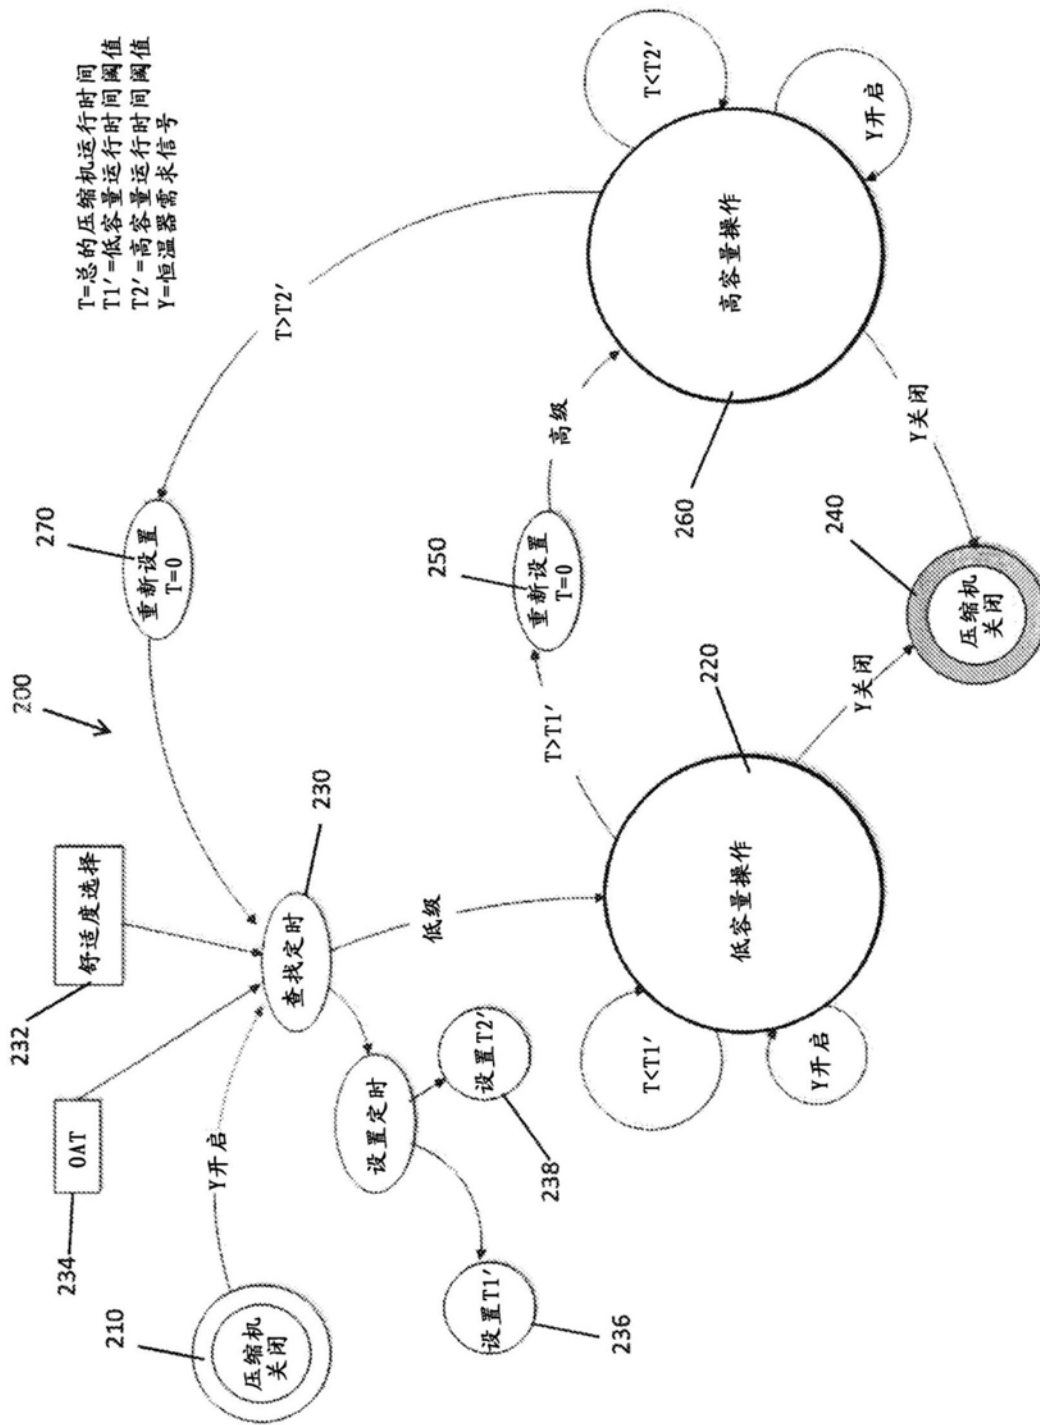 T=总的压缩机运行时间
T1′=低容量运行时间阈值
T2′=高容量运行时间阈值
Y=恒温器需求信号
200
234
OAT
232
舒适度选择
210
压缩机
关闭
Y开启
查找定时
230
设置定时
设置T1′
236
设置T2′
238
低级
重新设置
T=0
270
T>T2′
T<T1′
Y开启
低容量操作
220
T>T1′
重新设置
T=0
250
高级
高容量操作
260
T<T2′
Y开启
Y关闭
Y关闭
压缩机
关闭
240